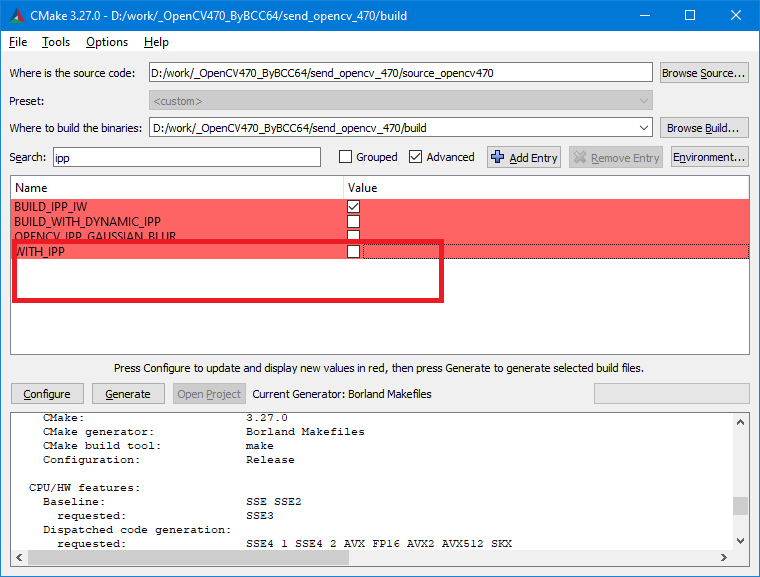 CMake 3.27.0 - D:/work/_OpenCV470_ByBCC64/send_opencv_470/build
File Tools Options Help
Where is the source code: D:/work/_OpenCV470_ByBCC64/send_opencv_470/source_opencv470 Browse Source...
Preset: <custom>
Where to build the binaries: D:/work/_OpenCV470_ByBCC64/send_opencv_470/build Browse Build...
Search: ipp Grouped Advanced Add Entry Remove Entry Environment...
Name Value
BUILD_IPP_IW
BUILD_WITH_DYNAMIC_IPP
OPENCV_IPP_GAUSSIAN_BLUR
WITH_IPP
Press Configure to update and display new values in red, then press Generate to generate selected build files.
Configure Generate Open Project Current Generator: Borland Makefiles
CMake: 3.27.0
CMake generator: Borland Makefiles
CMake build tool: make
Configuration: Release
CPU/HW features:
Baseline: SSE SSE2
requested: SSE3
Dispatched code generation:
requested: SSE4_1 SSE4_2 AVX FP16 AVX2 AVX512_SKX